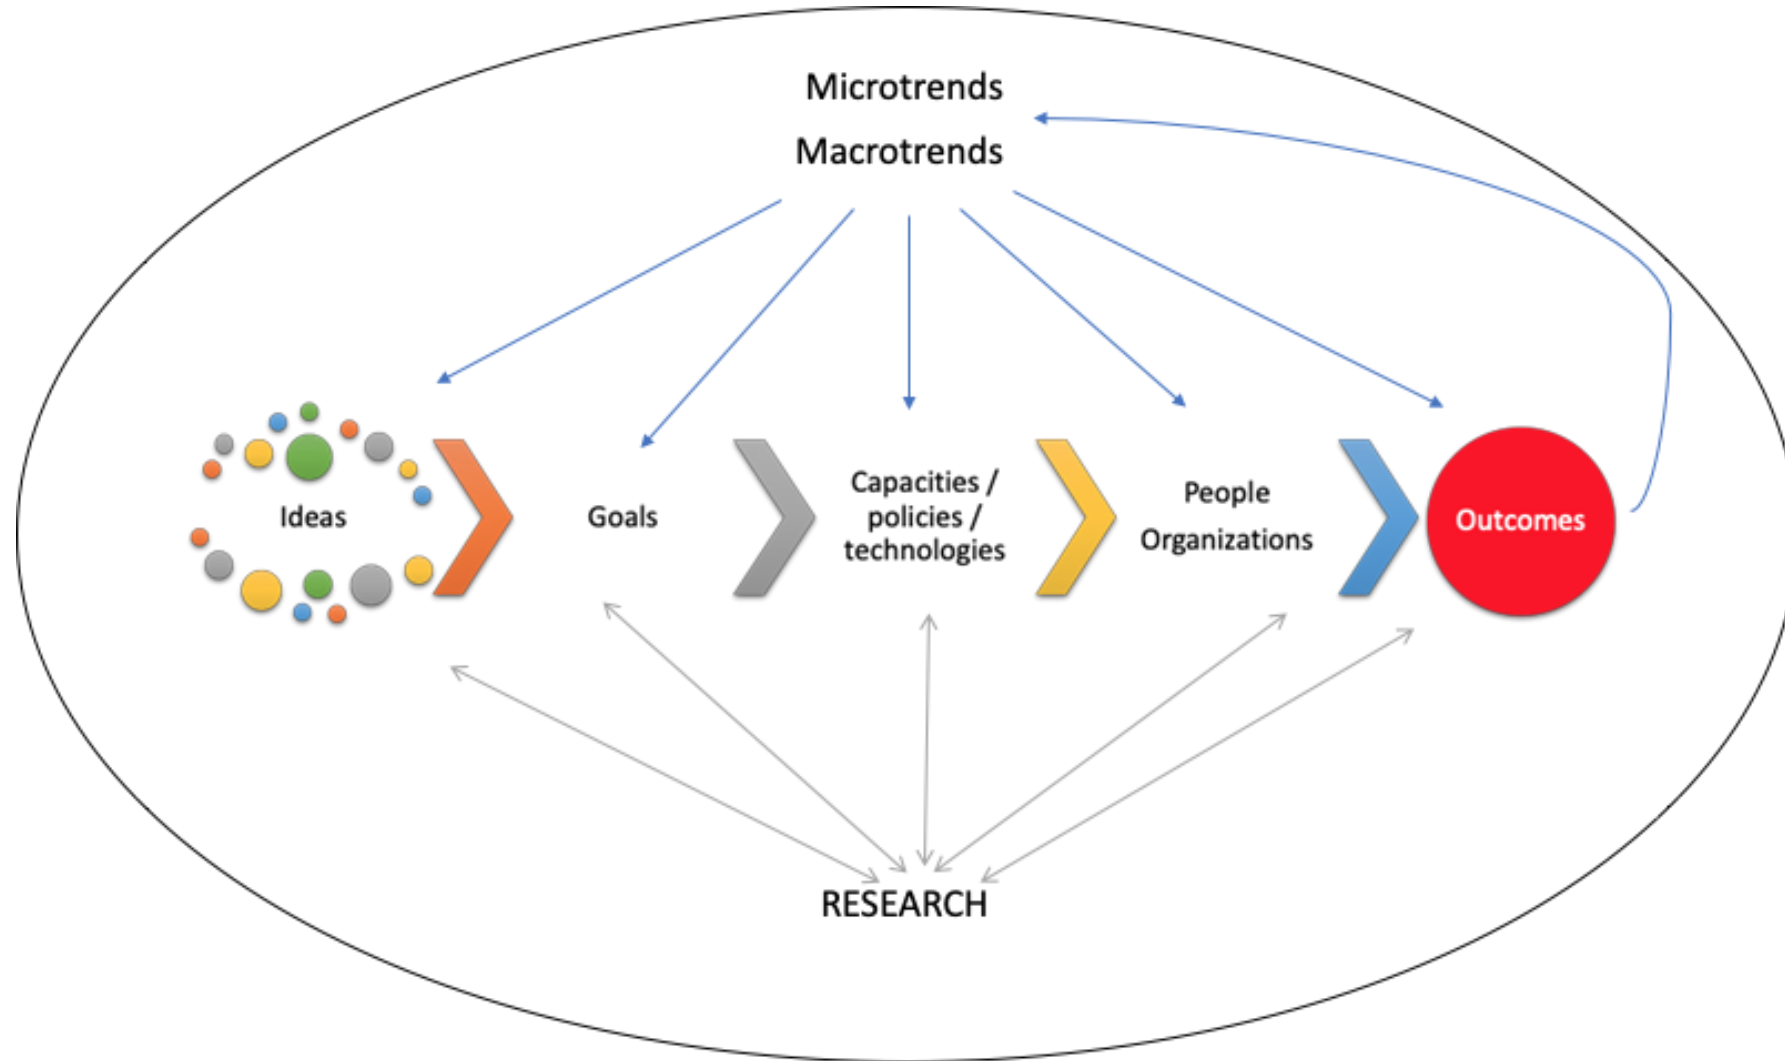 Microtrends
Macrotrends
Ideas
Goals
Capacities /
policies /
technologies
People
Organizations
Outcomes
RESEARCH